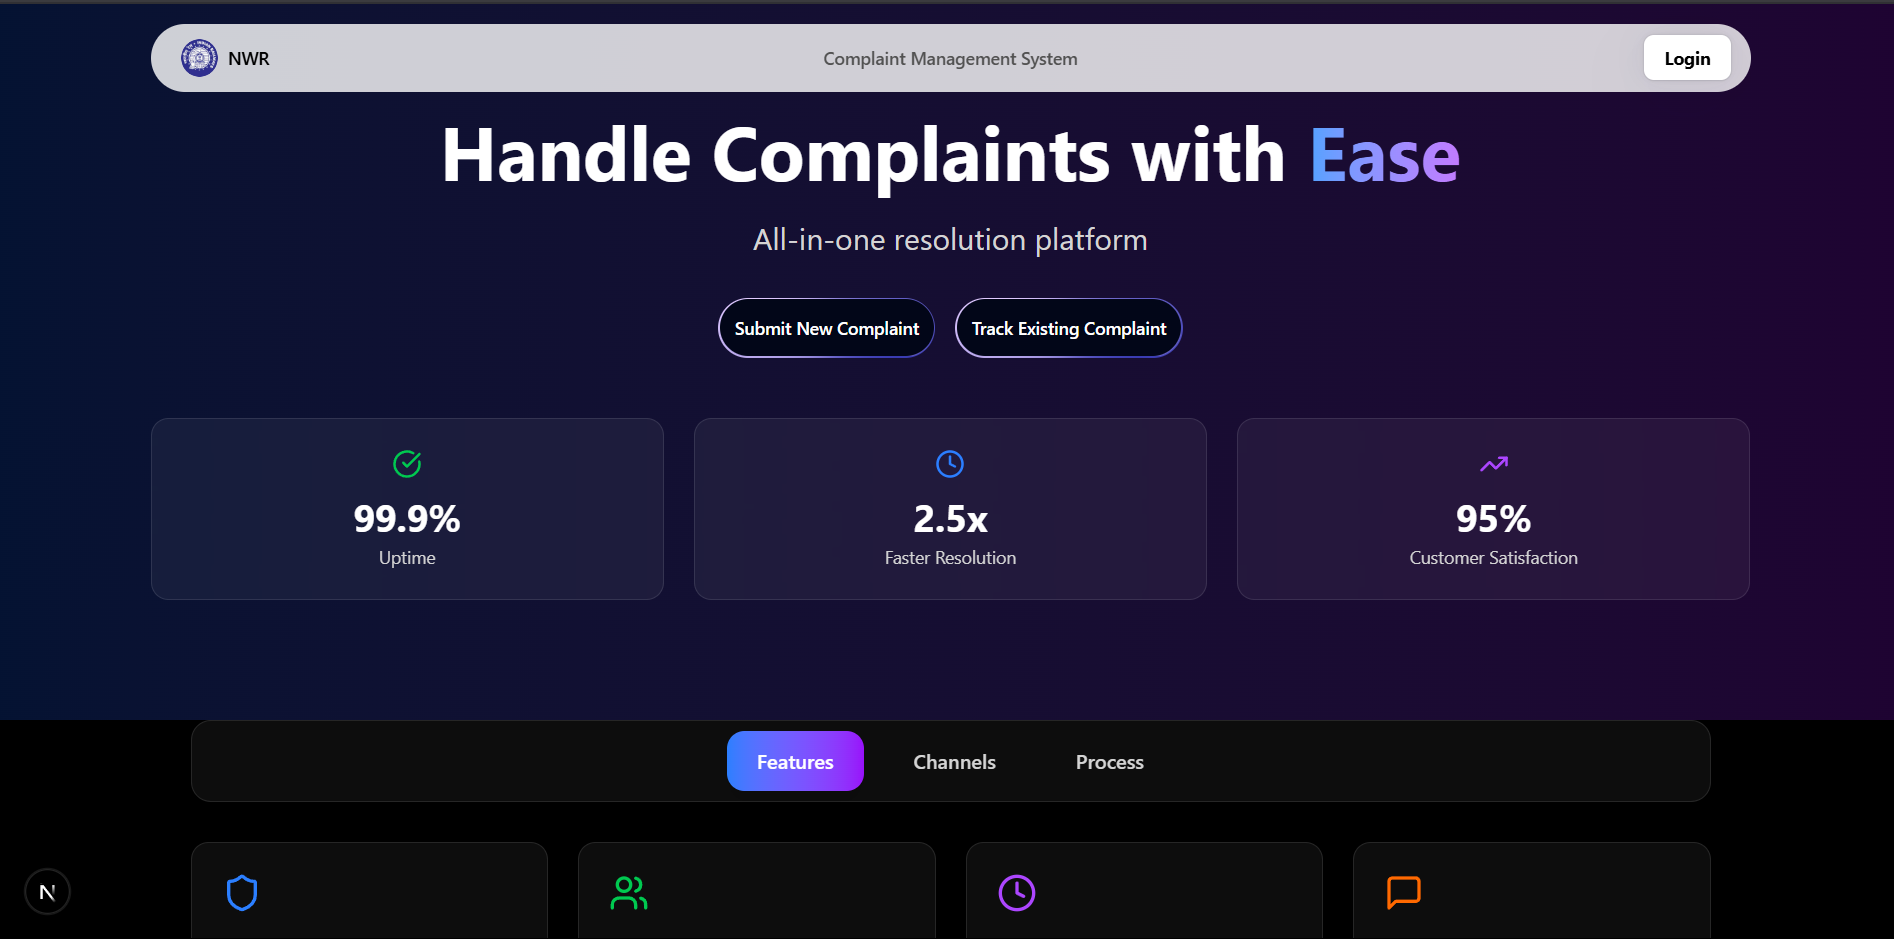 NWR
Complaint Management System
Login
Handle Complaints with Ease
All-in-one resolution platform
Submit New Complaint
Track Existing Complaint
99.9%
Uptime
2.5x
Faster Resolution
95%
Customer Satisfaction
Features
Channels
Process
N